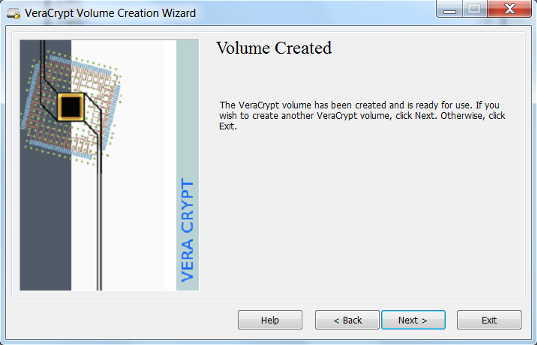 VeraCrypt Volume Creation Wizard
Volume Created
The VeraCrypt volume has been created and is ready for use. If you
wish to create another VeraCrypt volume, click Next. Otherwise, click
Exit.
VERA CRYPT
Help
< Back
Next >
Exit